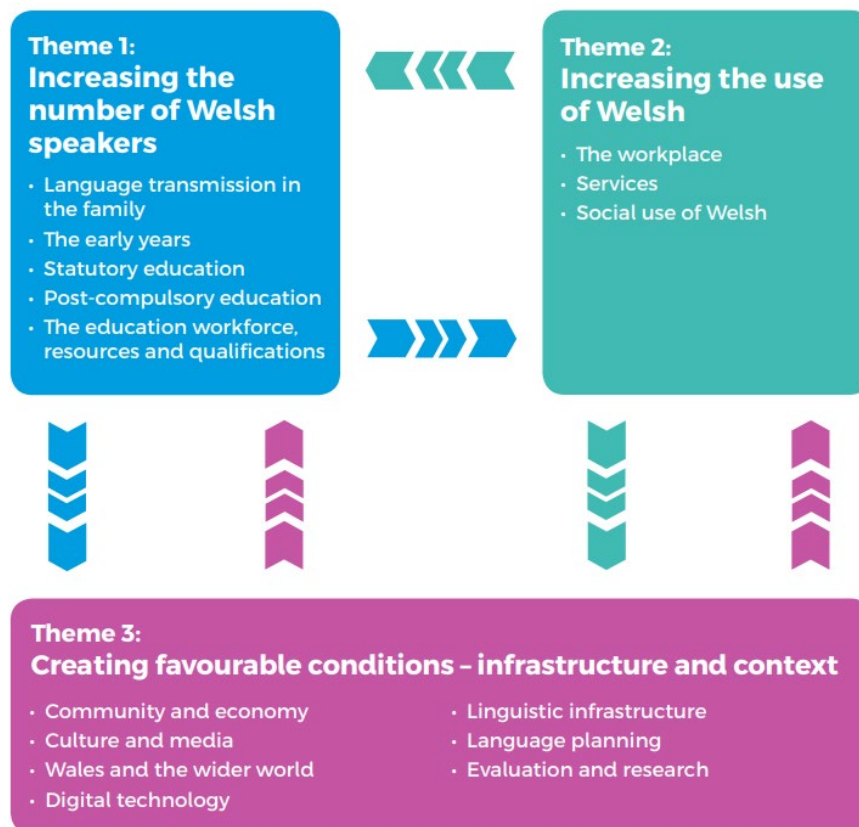 Theme 1:
Increasing the
number of Welsh
speakers
• Language transmission in
the family
• The early years
• Statutory education
• Post-compulsory education
• The education workforce,
resources and qualifications
Theme 2:
Increasing the use
of Welsh
• The workplace
• Services
• Social use of Welsh
Theme 3:
Creating favourable conditions – infrastructure and context
• Community and economy
• Culture and media
• Wales and the wider world
• Digital technology
• Linguistic infrastructure
• Language planning
• Evaluation and research